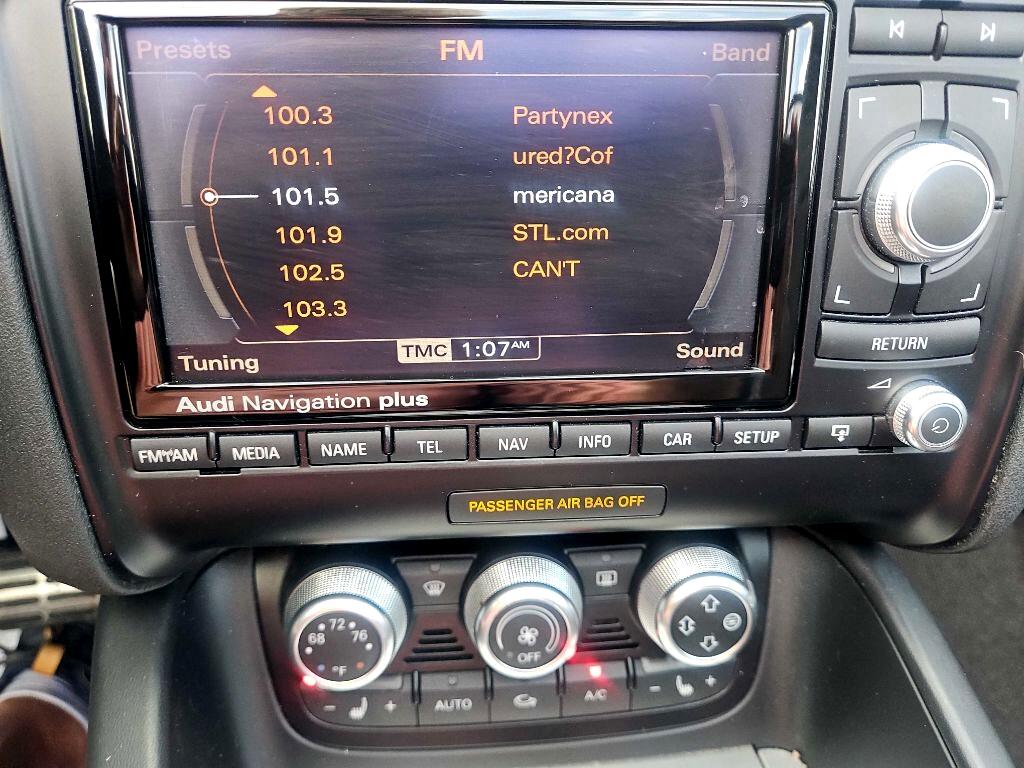 Presets FM Band
100.3 Partynex
101.1 ured?Cof
101.5 mericana
101.9 STL.com
102.5 CAN'T
103.3
TMC 1:07AM
Tuning Sound
Audi Navigation plus
RETURN
FM/AM MEDIA NAME TEL NAV INFO CAR SETUP
PASSENGER AIR BAG OFF
68 72 76
°F
OFF
- + AUTO A/C - +